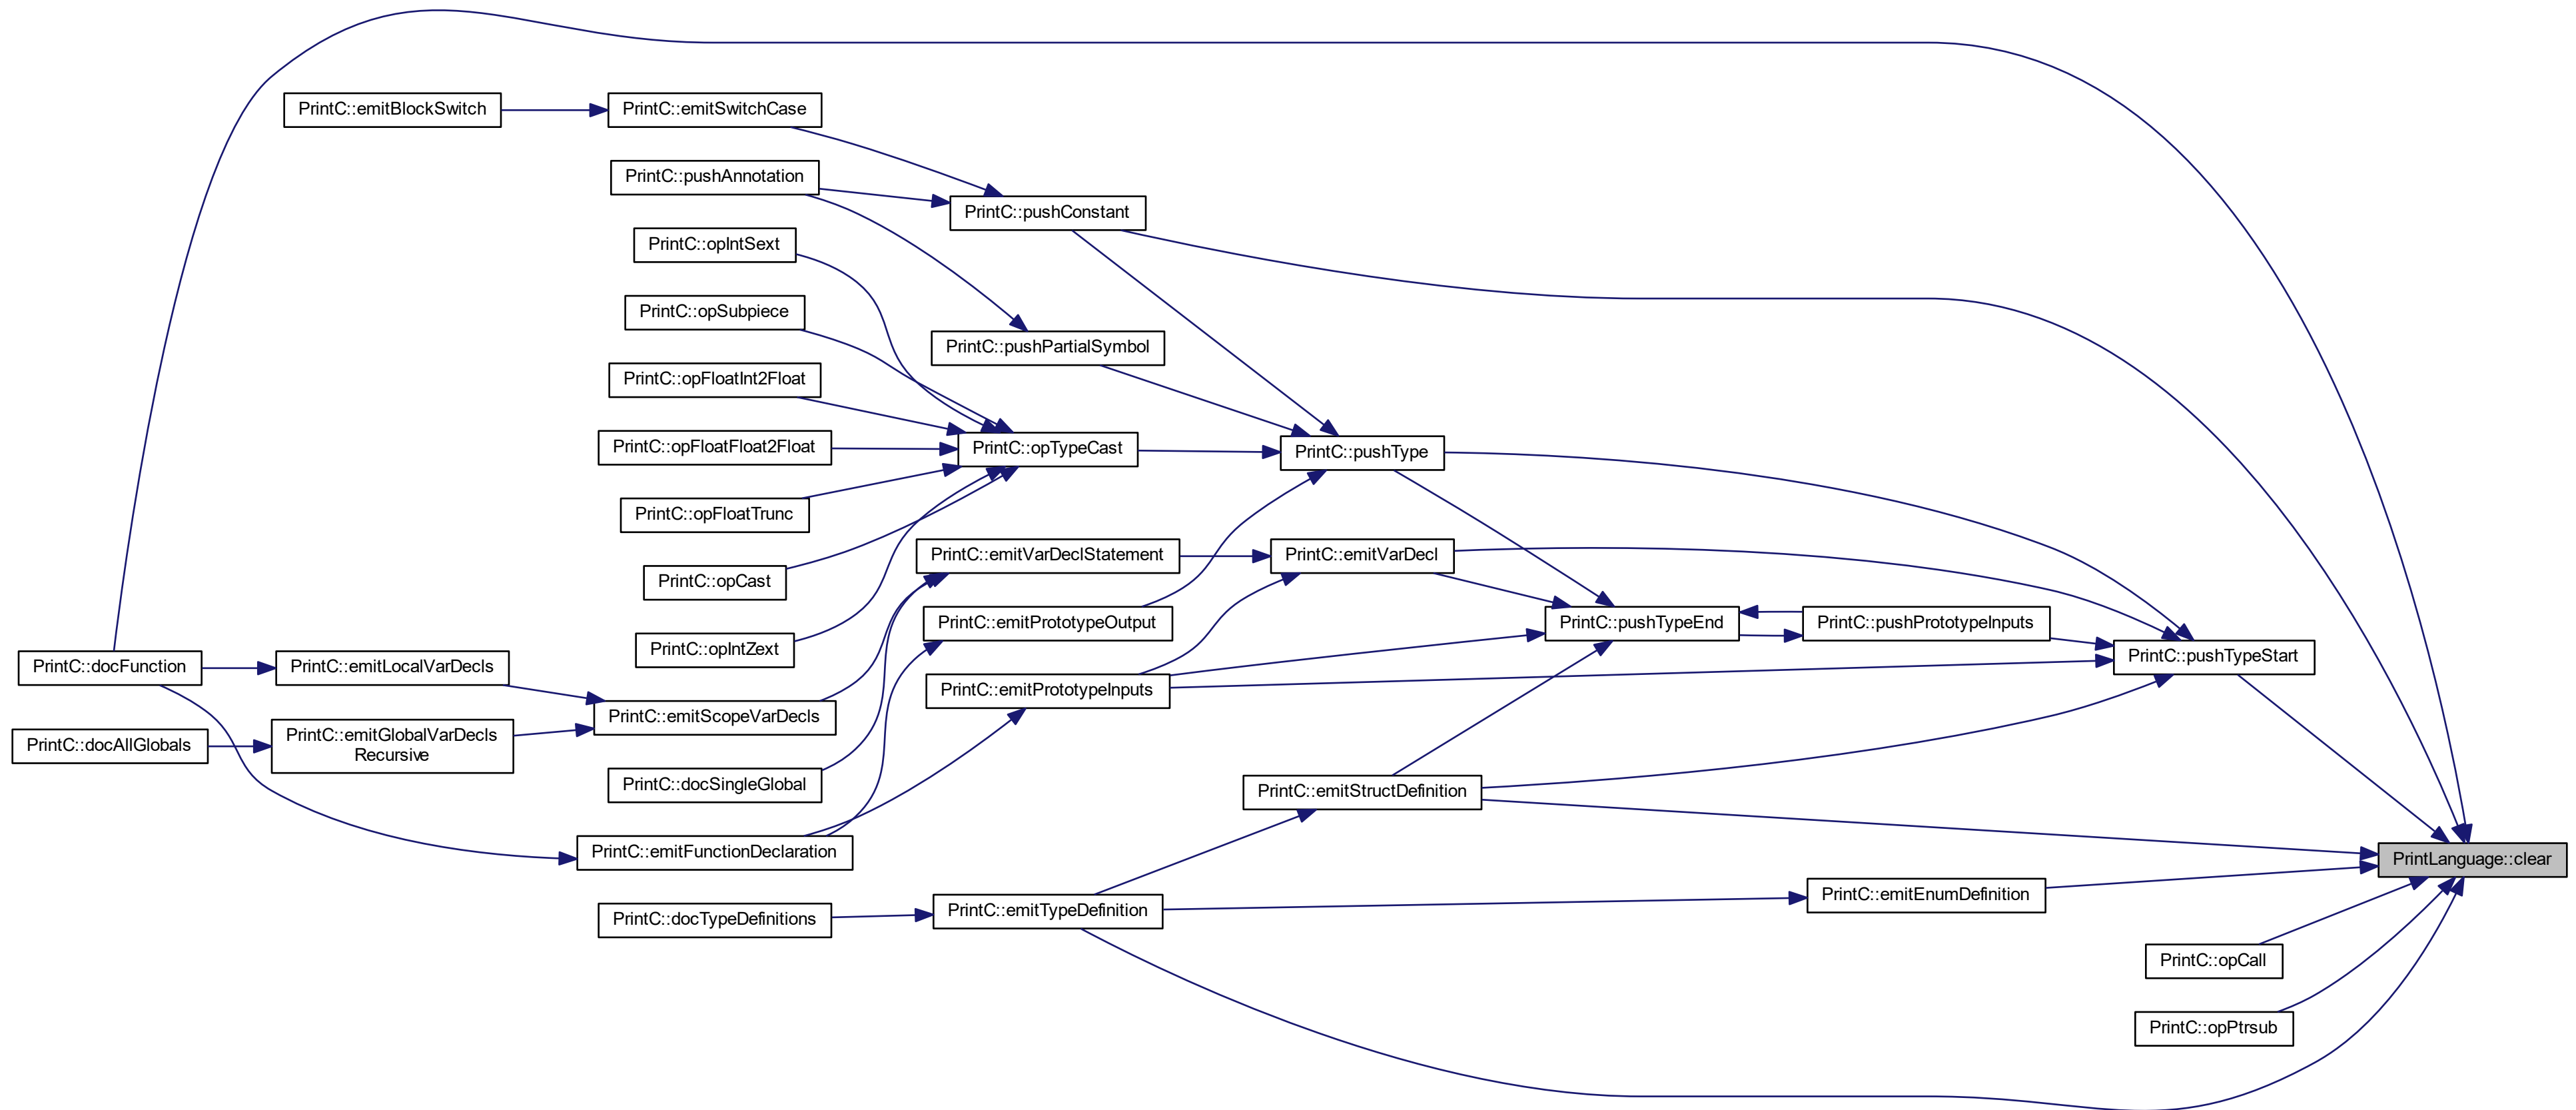 PrintC::emitBlockSwitch
PrintC::emitSwitchCase
PrintC::pushAnnotation
PrintC::pushConstant
PrintC::opIntSext
PrintC::opSubpiece
PrintC::pushPartialSymbol
PrintC::opFloatInt2Float
PrintC::opFloatFloat2Float
PrintC::opTypeCast
PrintC::pushType
PrintC::opFloatTrunc
PrintC::emitVarDeclStatement
PrintC::emitVarDecl
PrintC::opCast
PrintC::emitPrototypeOutput
PrintC::pushTypeEnd
PrintC::pushPrototypeInputs
PrintC::opIntZext
PrintC::pushTypeStart
PrintC::docFunction
PrintC::emitLocalVarDecls
PrintC::emitPrototypeInputs
PrintC::emitScopeVarDecls
PrintC::docAllGlobals
PrintC::emitGlobalVarDecls
Recursive
PrintC::docSingleGlobal
PrintC::emitStructDefinition
PrintC::emitFunctionDeclaration
PrintLanguage::clear
PrintC::emitEnumDefinition
PrintC::docTypeDefinitions
PrintC::emitTypeDefinition
PrintC::opCall
PrintC::opPtrsub